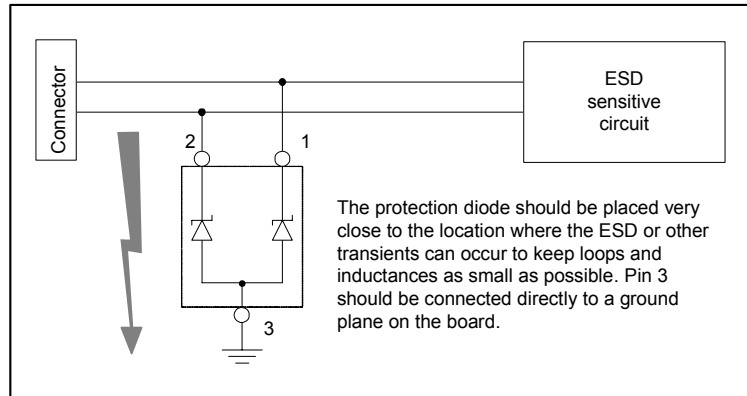 Connector
ESD
sensitive
circuit
2
1
The protection diode should be placed very
close to the location where the ESD or other
transients can occur to keep loops and
inductances as small as possible. Pin 3
should be connected directly to a ground
plane on the board.
3